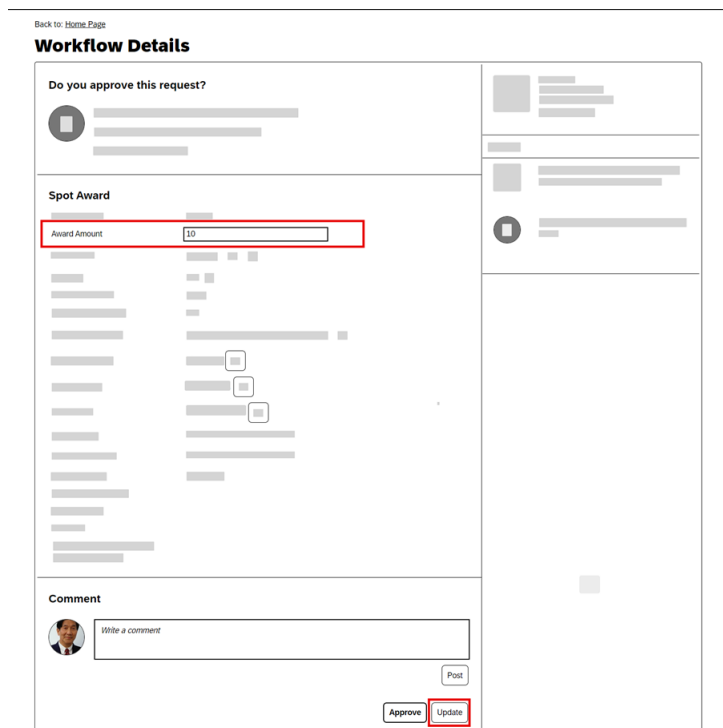 Back to: Home Page
Workflow Details
Do you approve this request?
Spot Award
Award Amount 10
Comment
Write a comment
Post
Approve Update